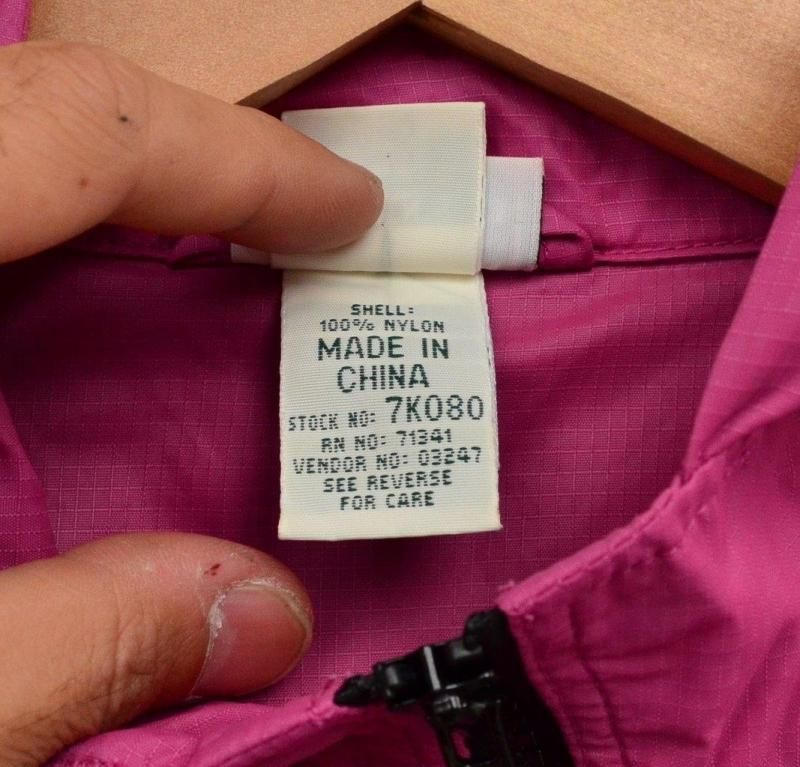 SHELL:
100% NYLON
MADE IN
CHINA
STOCK NO: 7K080
RN NO: 71341
VENDOR NO: 03247
SEE REVERSE
FOR CARE